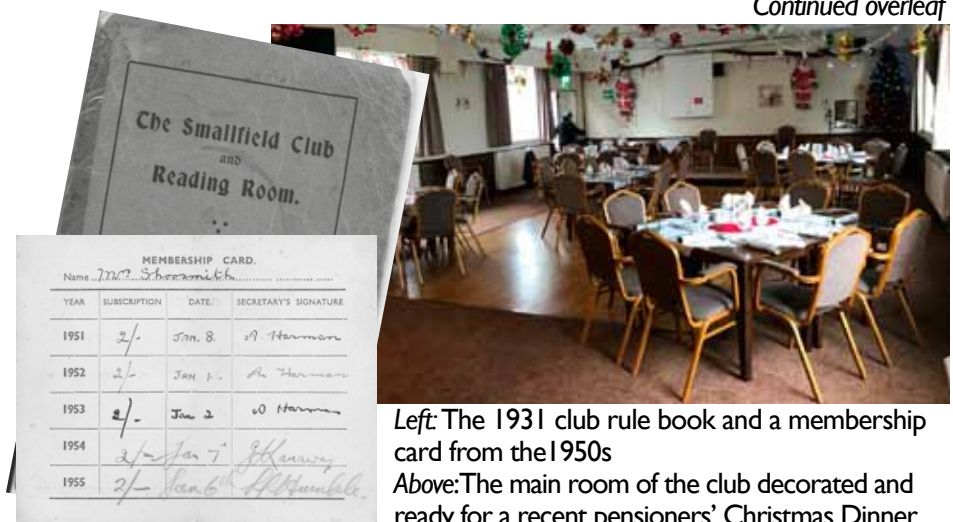 Continued overleaf
The Smallfield Club
and
Reading Room.
MEMBERSHIP CARD.
Name Mrs Shoosmith
YEAR SUBSCRIPTION DATE. SECRETARY'S SIGNATURE
1951 2/- Jan. 8. A. Harman
1952 2/- JAN 1. A. Harman
1953 2/- Jan 2 A Harman
1954 2/- Jan 7
1955 2/- Jan 6th
Left: The 1931 club rule book and a membership
card from the1950s
Above:The main room of the club decorated and
ready for a recent pensioners' Christmas Dinner